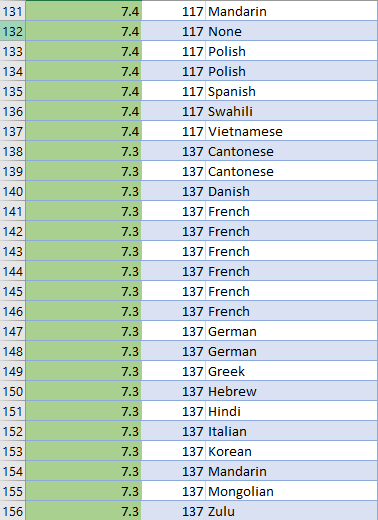 131 7.4 117 Mandarin
132 7.4 117 None
133 7.4 117 Polish
134 7.4 117 Polish
135 7.4 117 Spanish
136 7.4 117 Swahili
137 7.4 117 Vietnamese
138 7.3 137 Cantonese
139 7.3 137 Cantonese
140 7.3 137 Danish
141 7.3 137 French
142 7.3 137 French
143 7.3 137 French
144 7.3 137 French
145 7.3 137 French
146 7.3 137 French
147 7.3 137 German
148 7.3 137 German
149 7.3 137 Greek
150 7.3 137 Hebrew
151 7.3 137 Hindi
152 7.3 137 Italian
153 7.3 137 Korean
154 7.3 137 Mandarin
155 7.3 137 Mongolian
156 7.3 137 Zulu